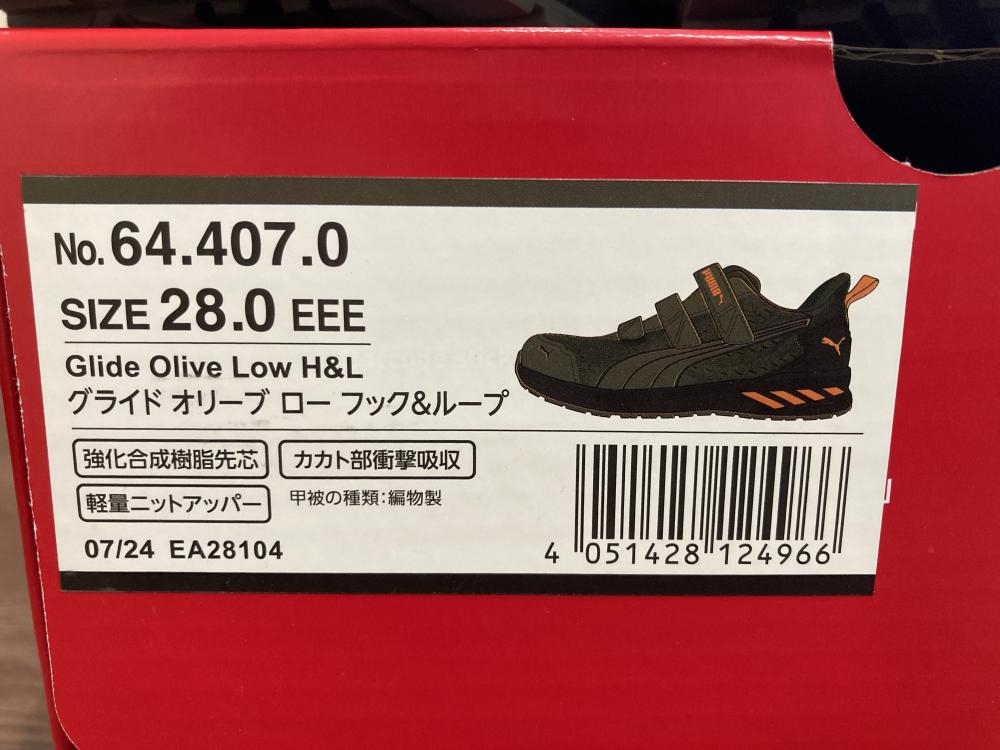 No.64.407.0
SIZE 28.0 EEE
Glide Olive Low H&L
グライド オリーブ ロー フック&ループ
強化合成樹脂先芯 カカト部衝撃吸収
軽量ニットアッパー 甲被の種類:編物製
07/24 EA28104
4 051428 124966
PUMA